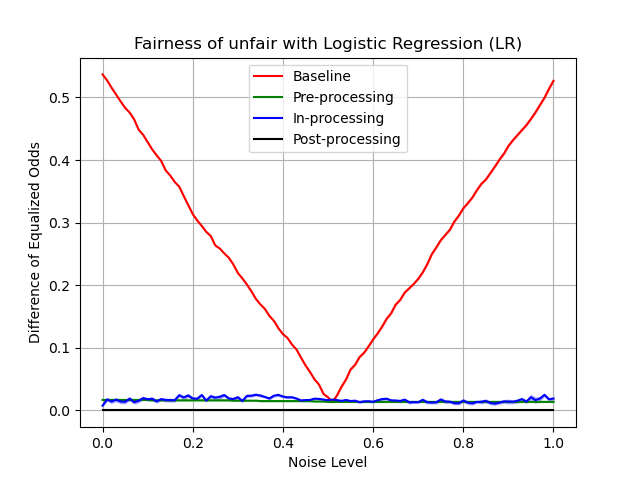 Fairness of unfair with Logistic Regression (LR)
Baseline
Pre-processing
In-processing
Post-processing
Difference of Equalized Odds
0.5
0.4
0.3
0.2
0.1
0.0
0.0 0.2 0.4 0.6 0.8 1.0
Noise Level